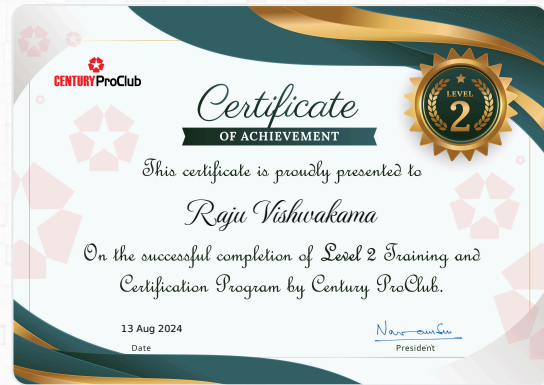 CENTURY ProClub
LEVEL
2
Certificate
OF ACHIEVEMENT
This certificate is proudly presented to
Raju Vishwakama
On the successful completion of Level 2 Training and
Certification Program by Century ProClub.
13 Aug 2024
Date
President